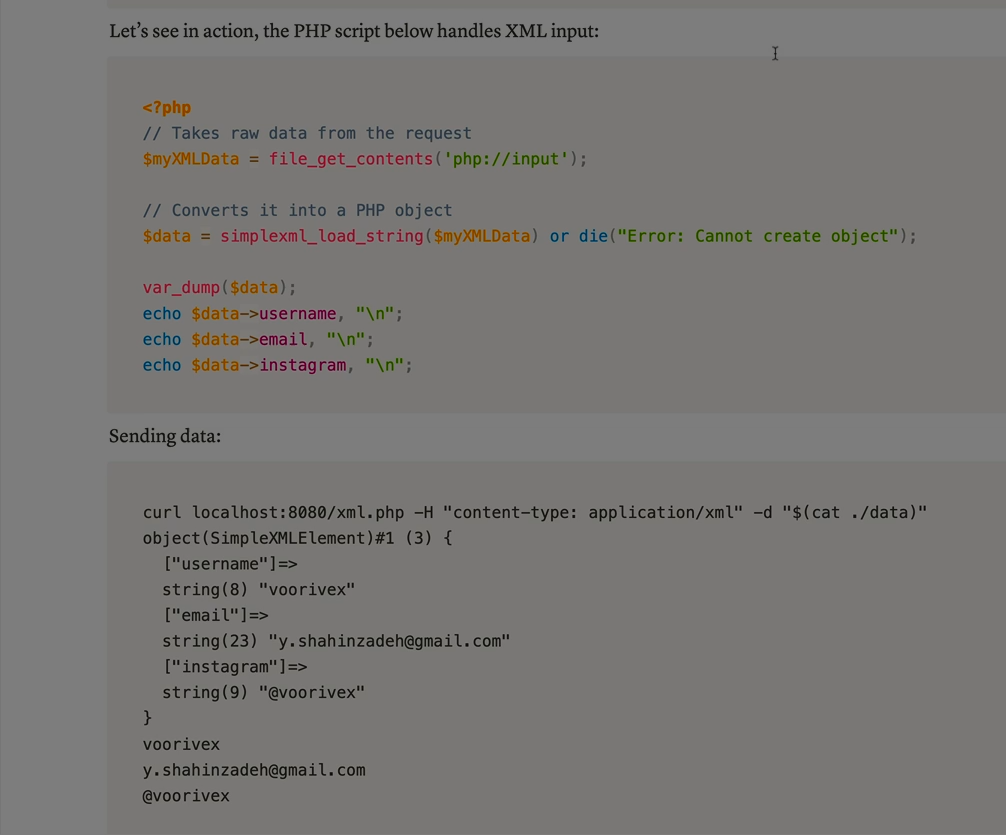 Let’s see in action, the PHP script below handles XML input:
<?php
// Takes raw data from the request
$myXMLData = file_get_contents('php://input');
// Converts it into a PHP object
$data = simplexml_load_string($myXMLData) or die("Error: Cannot create object");
var_dump($data);
echo $data->username, "\n";
echo $data->email, "\n";
echo $data->instagram, "\n";
Sending data:
curl localhost:8080/xml.php -H "content-type: application/xml" -d "$(cat ./data)"
object(SimpleXMLElement)#1 (3) {
["username"]=>
string(8) "voorivex"
["email"]=>
string(23) "y.shahinzadeh@gmail.com"
["instagram"]=>
string(9) "@voorivex"
}
voorivex
y.shahinzadeh@gmail.com
@voorivex